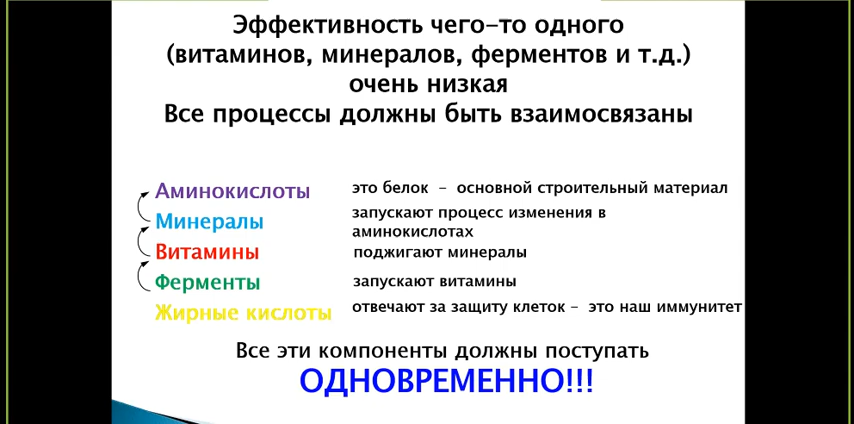 Эффективность чего-то одного
(витаминов, минералов, ферментов и т.д.)
очень низкая
Все процессы должны быть взаимосвязаны
Аминокислоты это белок – основной строительный материал
Минералы запускают процесс изменения в
аминокислотах
Витамины поджигают минералы
Ферменты запускают витамины
Жирные кислоты отвечают за защиту клеток – это наш иммунитет
Все эти компоненты должны поступать
ОДНОВРЕМЕННО!!!